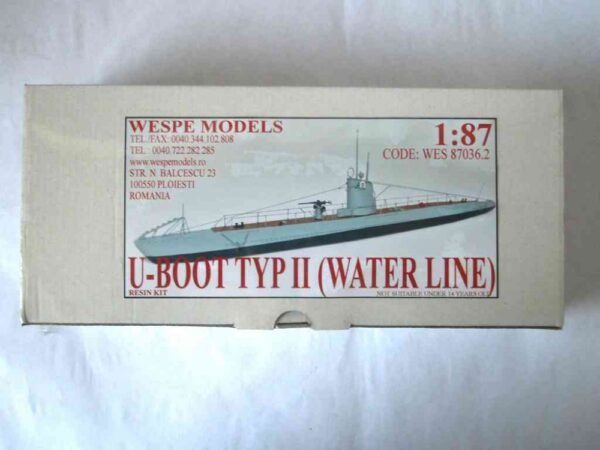 WESPE MODELS
TEL./FAX: 0040.344.102.808
TEL : 0040.722.282.285
www.wespemodels.ro
STR. N. BALCESCU 23
100550 PLOIESTI
ROMANIA
1:87
CODE: WES 87036.2
U-BOOT TYP II (WATER LINE)
RESIN KIT
NOT SUITABLE UNDER 14 YEARS OLD